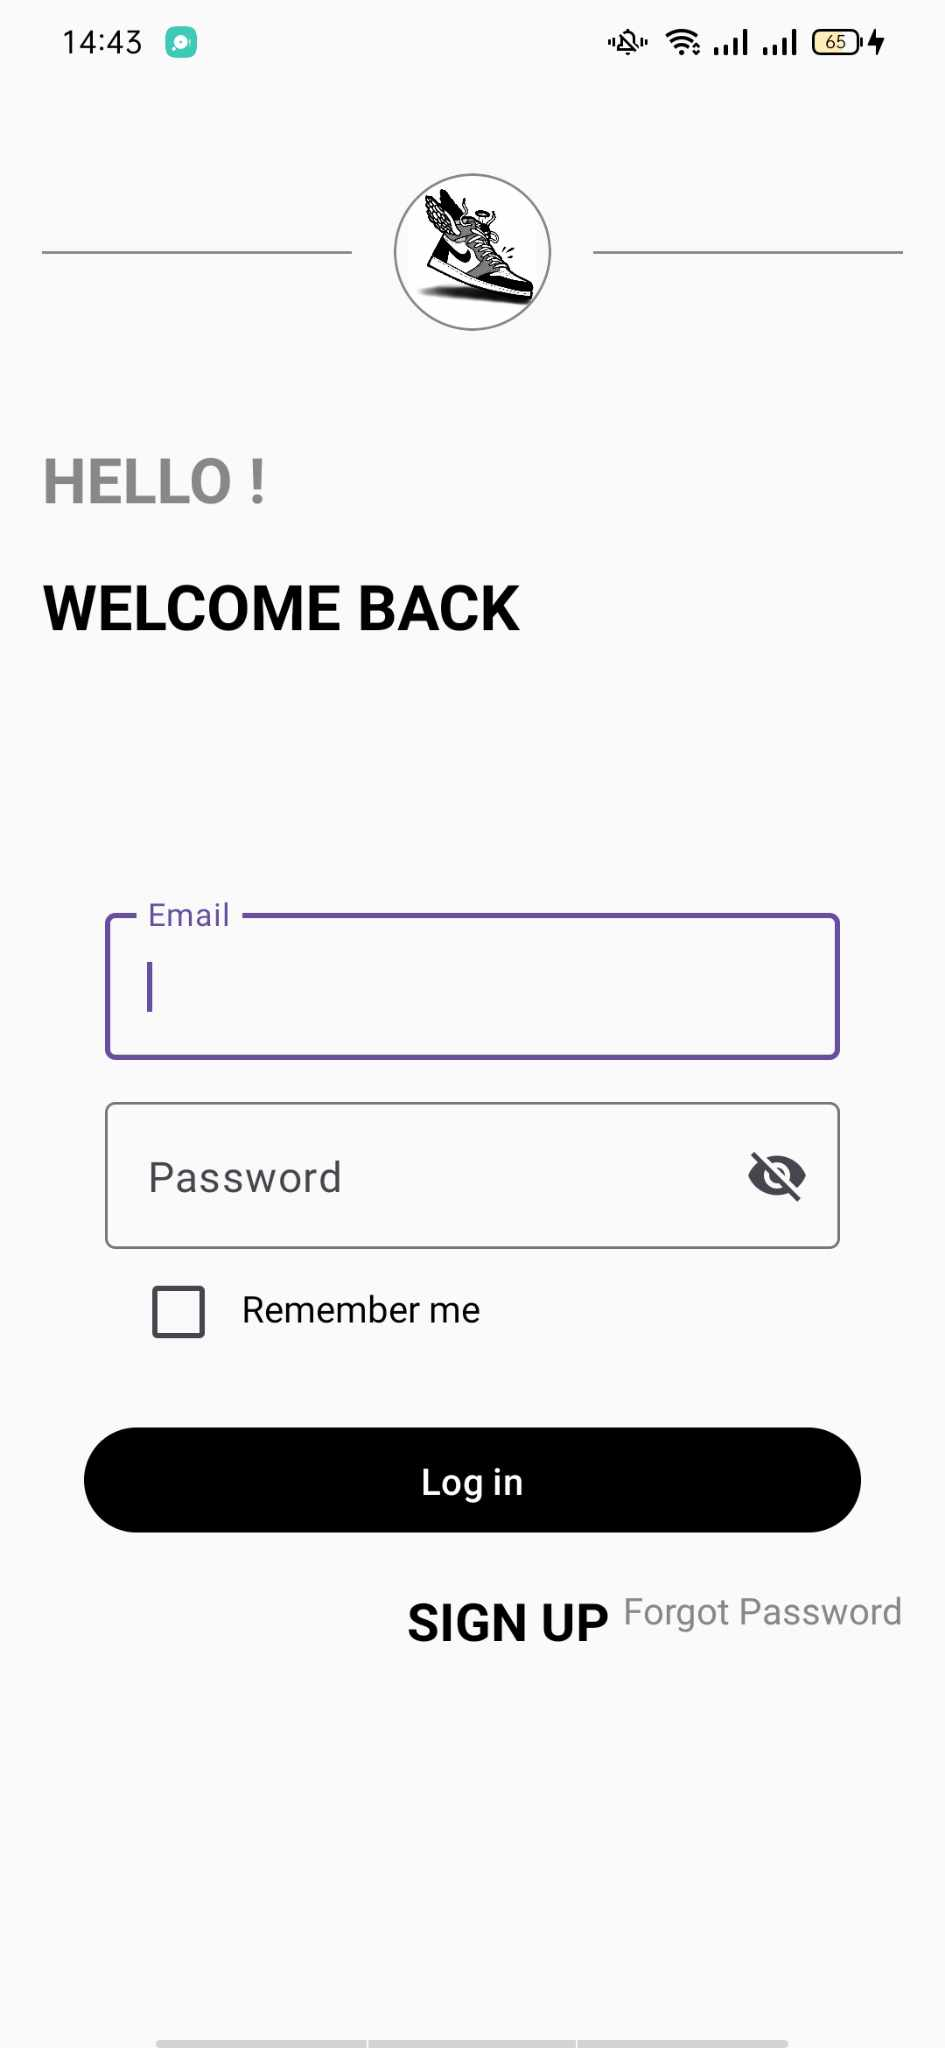 14:43
65
HELLO !
WELCOME BACK
Email
Password
Remember me
Log in
SIGN UP Forgot Password